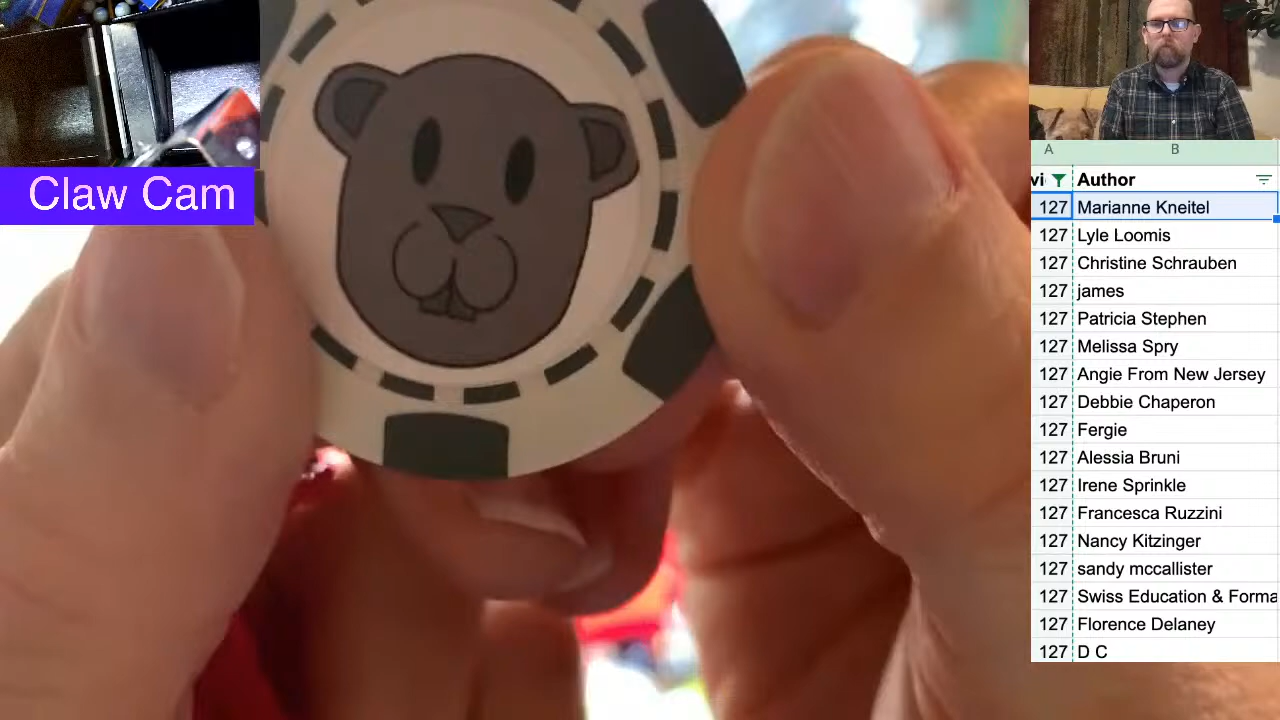 Claw Cam
A B
vi Author
127 Marianne Kneitel
127 Lyle Loomis
127 Christine Schrauben
127 james
127 Patricia Stephen
127 Melissa Spry
127 Angie From New Jersey
127 Debbie Chaperon
127 Fergie
127 Alessia Bruni
127 Irene Sprinkle
127 Francesca Ruzzini
127 Nancy Kitzinger
127 sandy mccallister
127 Swiss Education & Forma
127 Florence Delaney
127 D C